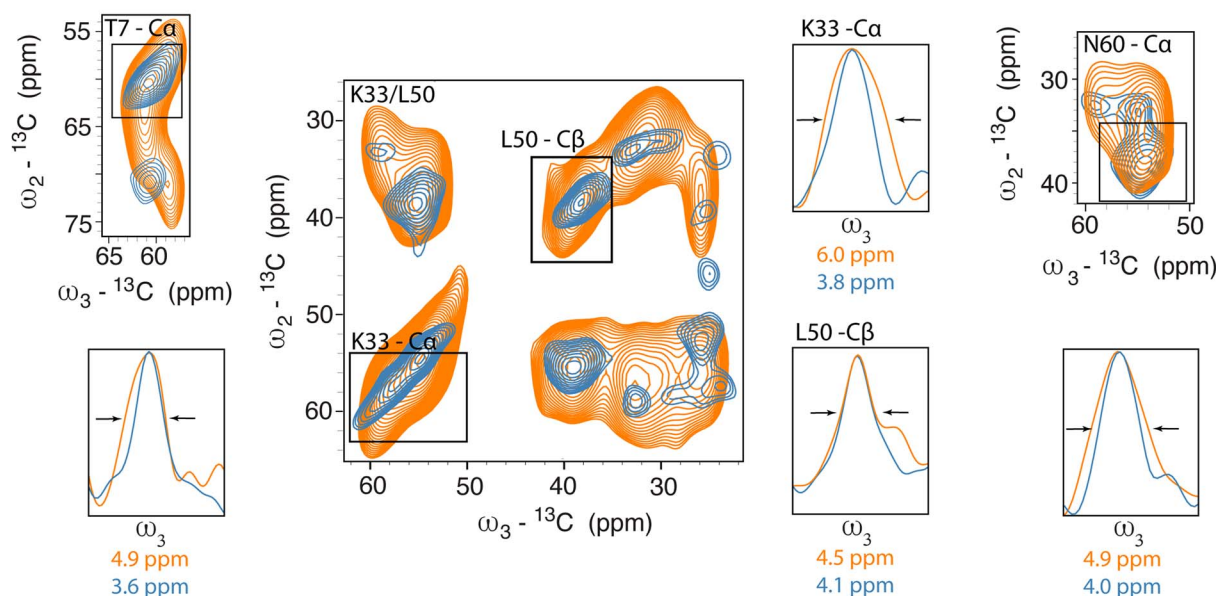 T7 - Cα
55
65
75
ω2 - 13C (ppm)
65 60
ω3 - 13C (ppm)
ω3
4.9 ppm
3.6 ppm
K33/L50
L50 - Cβ
K33 - Cα
30
40
50
60
ω2 - 13C (ppm)
60 50 40 30
ω3 - 13C (ppm)
K33 -Cα
ω3
6.0 ppm
3.8 ppm
L50 -Cβ
ω3
4.5 ppm
4.1 ppm
N60 - Cα
30
40
ω2 - 13C (ppm)
60 50
ω3 - 13C (ppm)
ω3
4.9 ppm
4.0 ppm